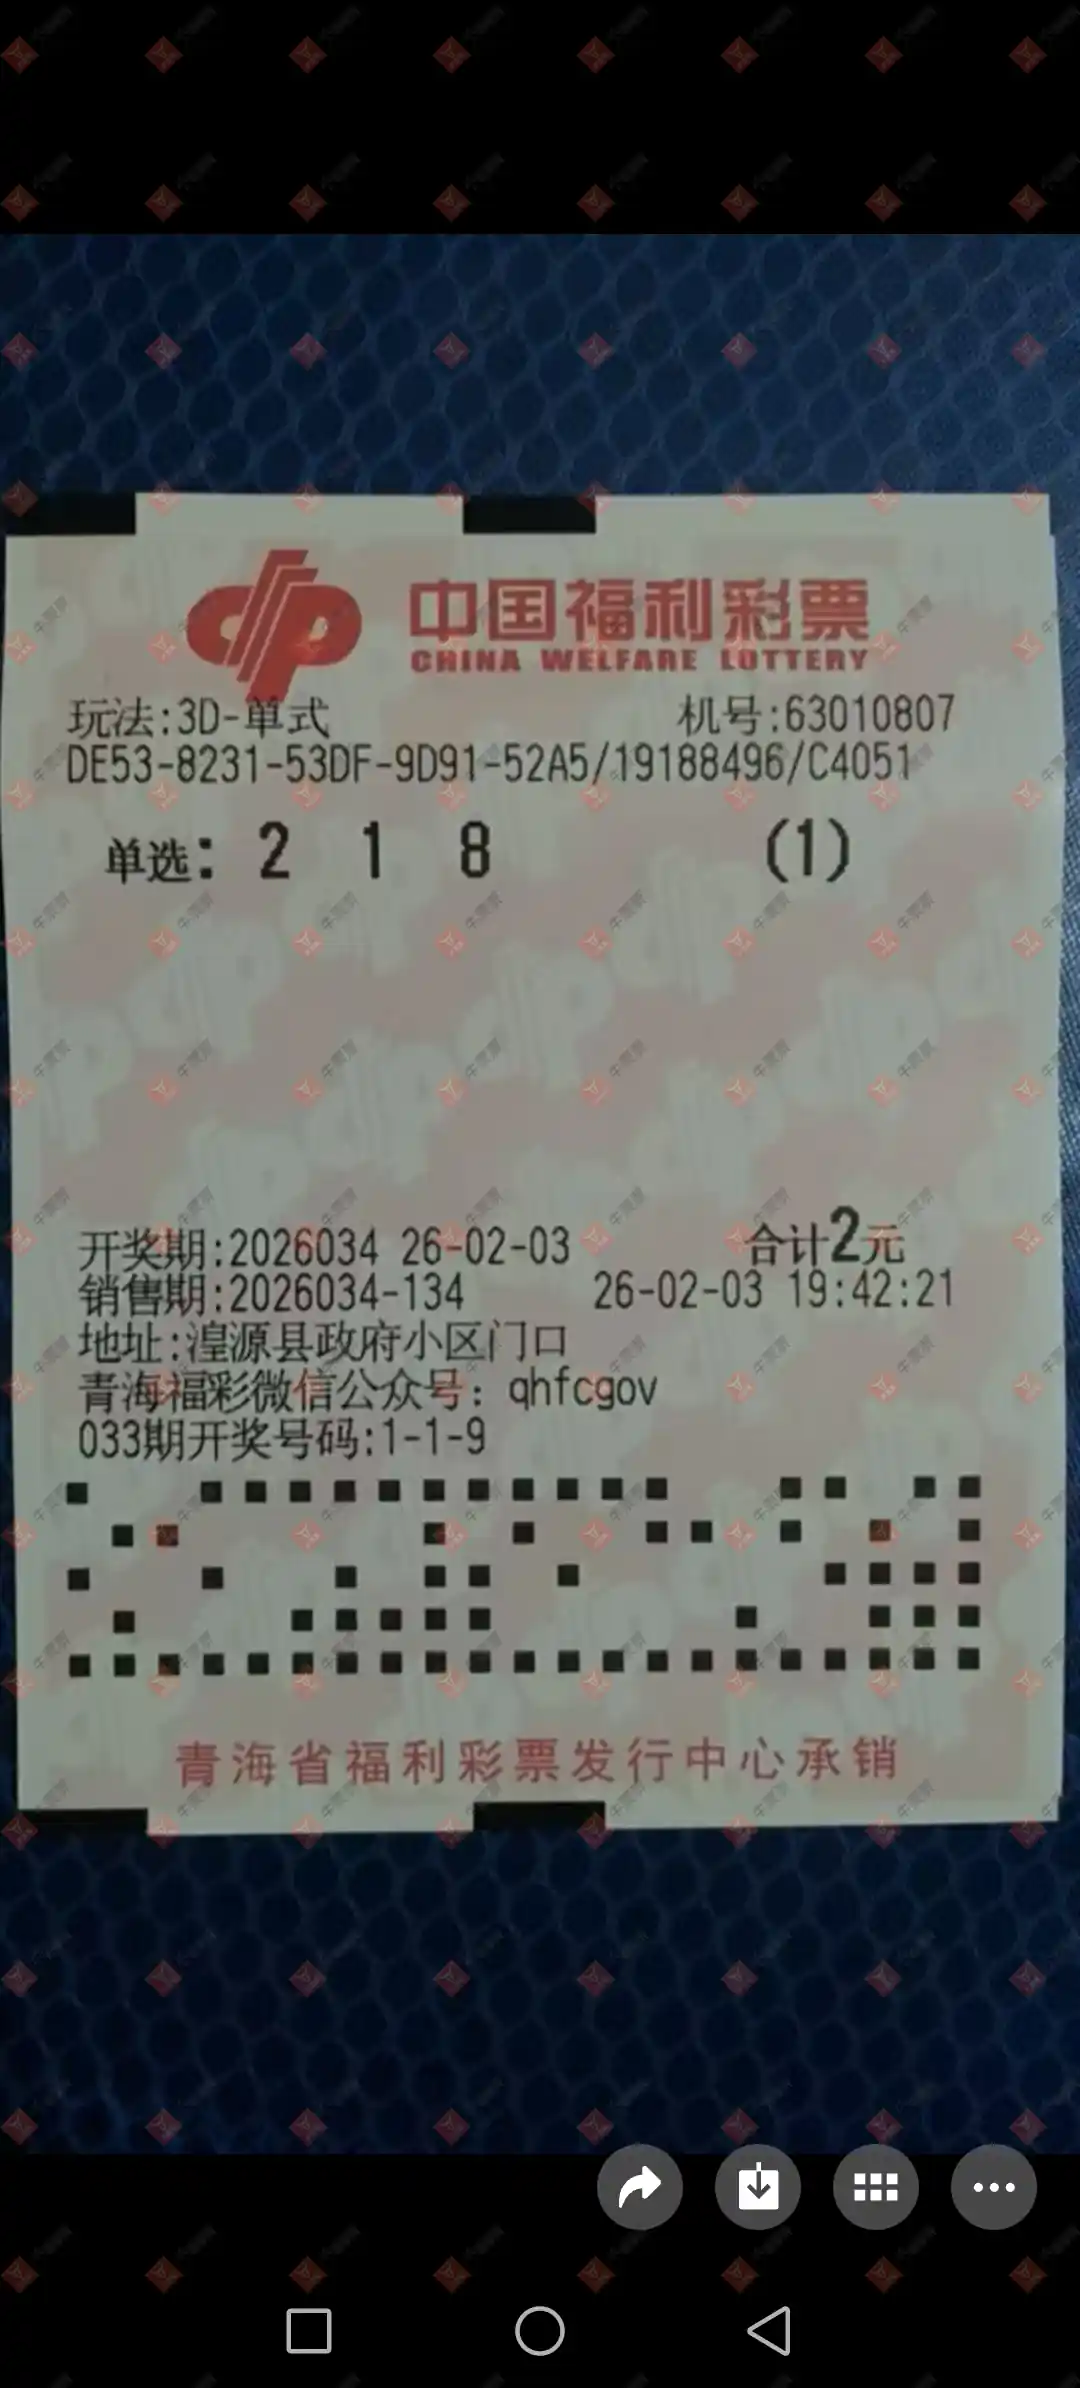 中国福利彩票
CHINA WELFARE LOTTERY
玩法:3D-单式 机号:63010807
DE53-8231-53DF-9D91-52A5/19188496/C4051
单选: 2 1 8 (1)
开奖期:2026034 26-02-03 合计2元
销售期:2026034-134 26-02-03 19:42:21
地址:湟源县政府小区门口
青海福彩微信公众号: qhfcgov
033期开奖号码:1-1-9
青海省福利彩票发行中心承销